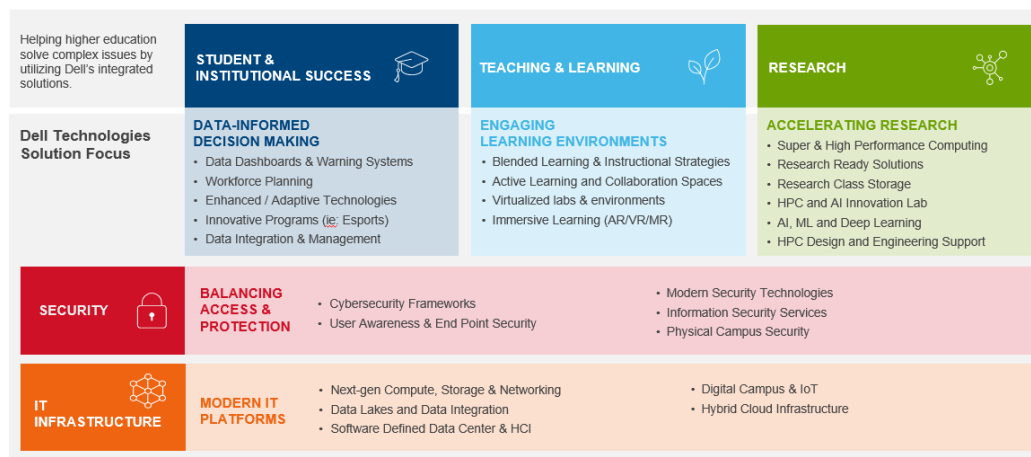 Helping higher education
solve complex issues by
utilizing Dell's integrated
solutions.
STUDENT &
INSTITUTIONAL SUCCESS
TEACHING & LEARNING
RESEARCH
Dell Technologies
Solution Focus
DATA-INFORMED
DECISION MAKING
• Data Dashboards & Warning Systems
• Workforce Planning
• Enhanced / Adaptive Technologies
• Innovative Programs (ie: Esports)
• Data Integration & Management
ENGAGING
LEARNING ENVIRONMENTS
• Blended Learning & Instructional Strategies
• Active Learning and Collaboration Spaces
• Virtualized labs & environments
• Immersive Learning (AR/VR/MR)
ACCELERATING RESEARCH
• Super & High Performance Computing
• Research Ready Solutions
• Research Class Storage
• HPC and AI Innovation Lab
• AI, ML and Deep Learning
• HPC Design and Engineering Support
SECURITY
BALANCING
ACCESS &
PROTECTION
• Cybersecurity Frameworks
• User Awareness & End Point Security
• Modern Security Technologies
• Information Security Services
• Physical Campus Security
IT
INFRASTRUCTURE
MODERN IT
PLATFORMS
• Next-gen Compute, Storage & Networking
• Data Lakes and Data Integration
• Software Defined Data Center & HCI
• Digital Campus & IoT
• Hybrid Cloud Infrastructure